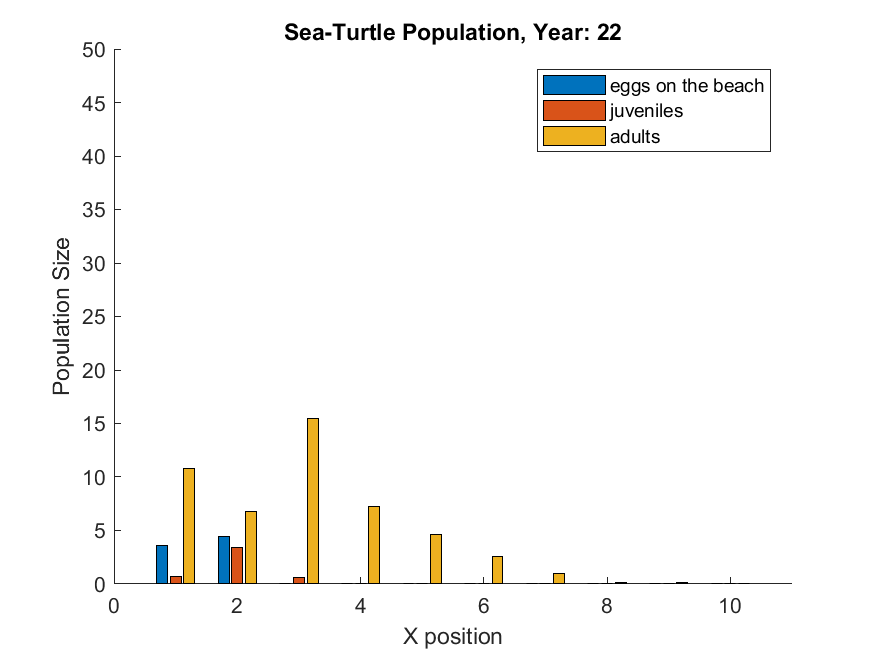 Sea-Turtle Population, Year: 22
eggs on the beach
juveniles
adults
50
45
40
35
30
25
20
15
10
5
0
Population Size
0 2 4 6 8 10
X position